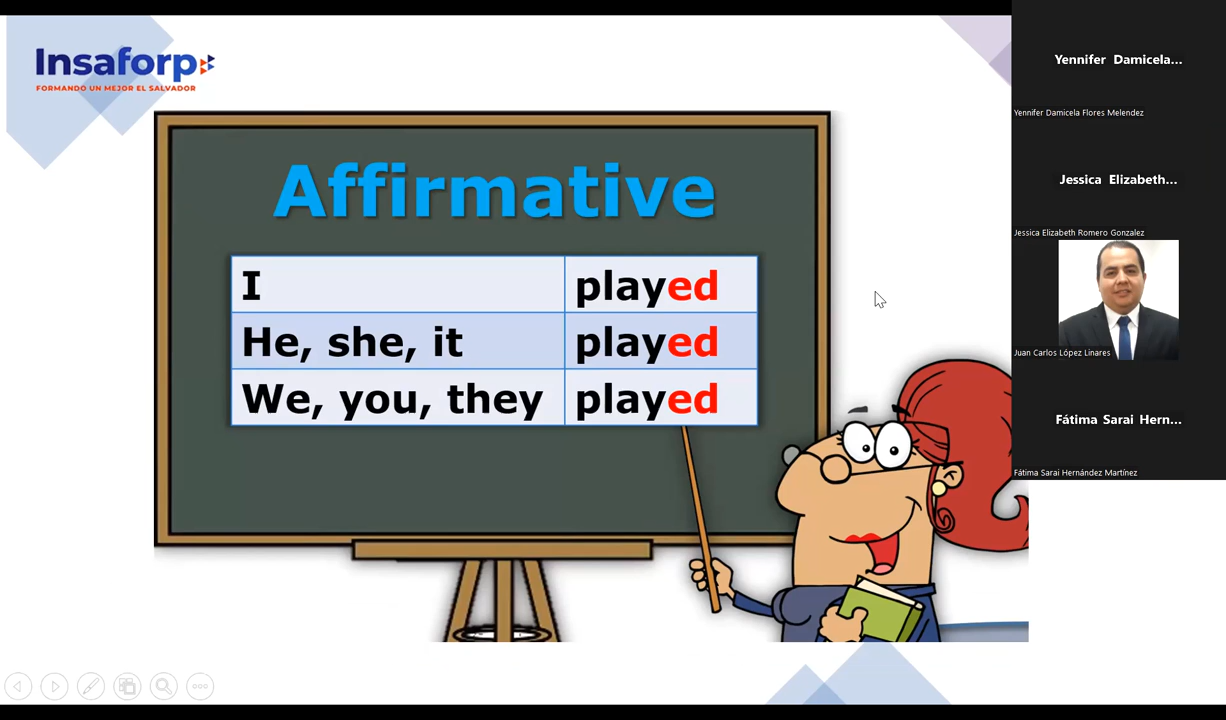 Insaforp
FORMANDO UN MEJOR EL SALVADOR
Affirmative
I played
He, she, it played
We, you, they played
Yennifer Damicela...
Yennifer Damicela Flores Melendez
Jessica Elizabeth...
Jessica Elizabeth Romero Gonzalez
Juan Carlos López Linares
Fátima Sarai Hern...
Fátima Sarai Hernández Martínez